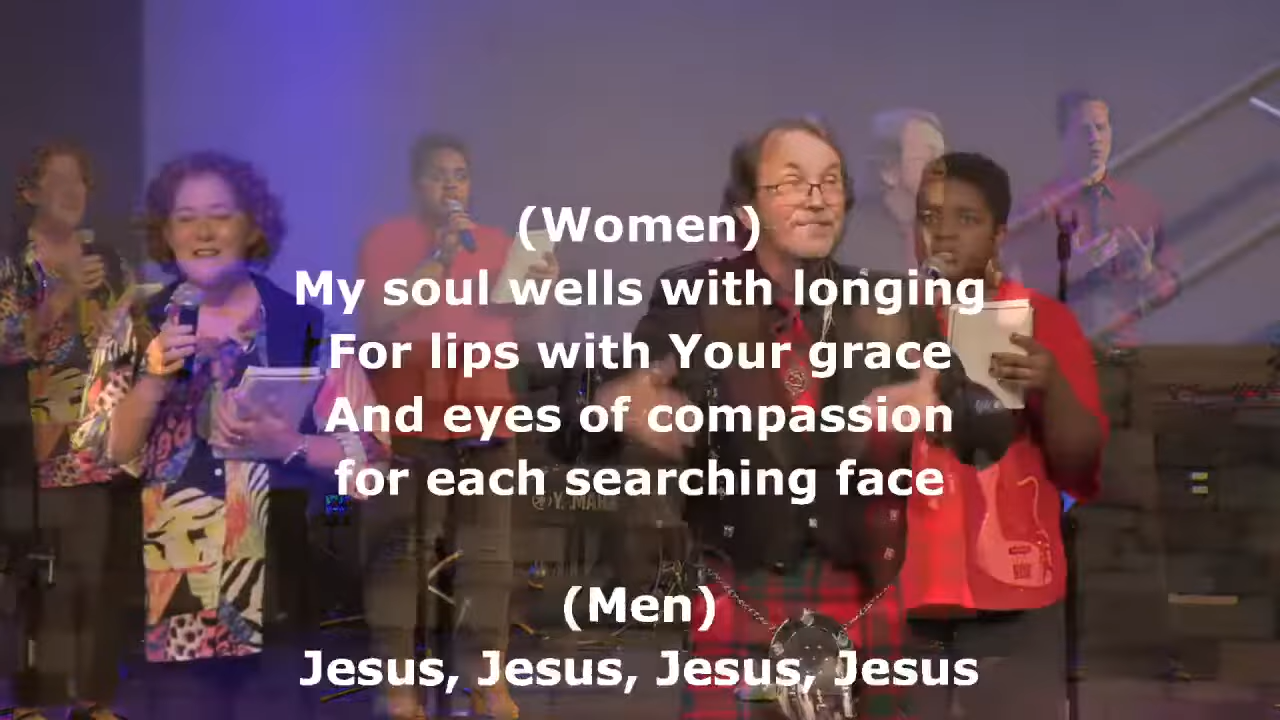 (Women)
My soul wells with longing
For lips with Your grace
And eyes of compassion
for each searching face
(Men)
Jesus, Jesus, Jesus, Jesus